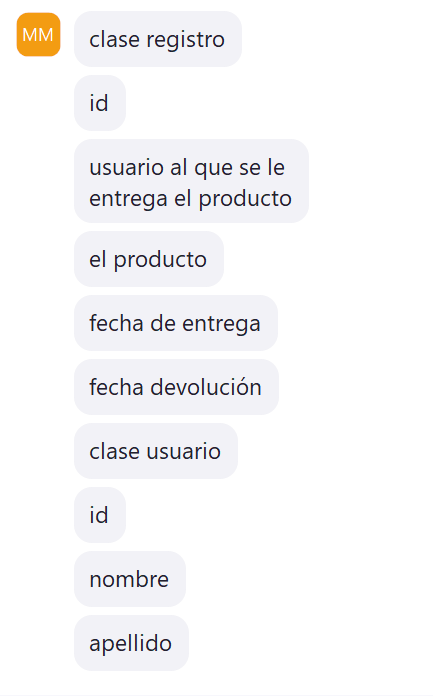 MM
clase registro
id
usuario al que se le
entrega el producto
el producto
fecha de entrega
fecha devolución
clase usuario
id
nombre
apellido